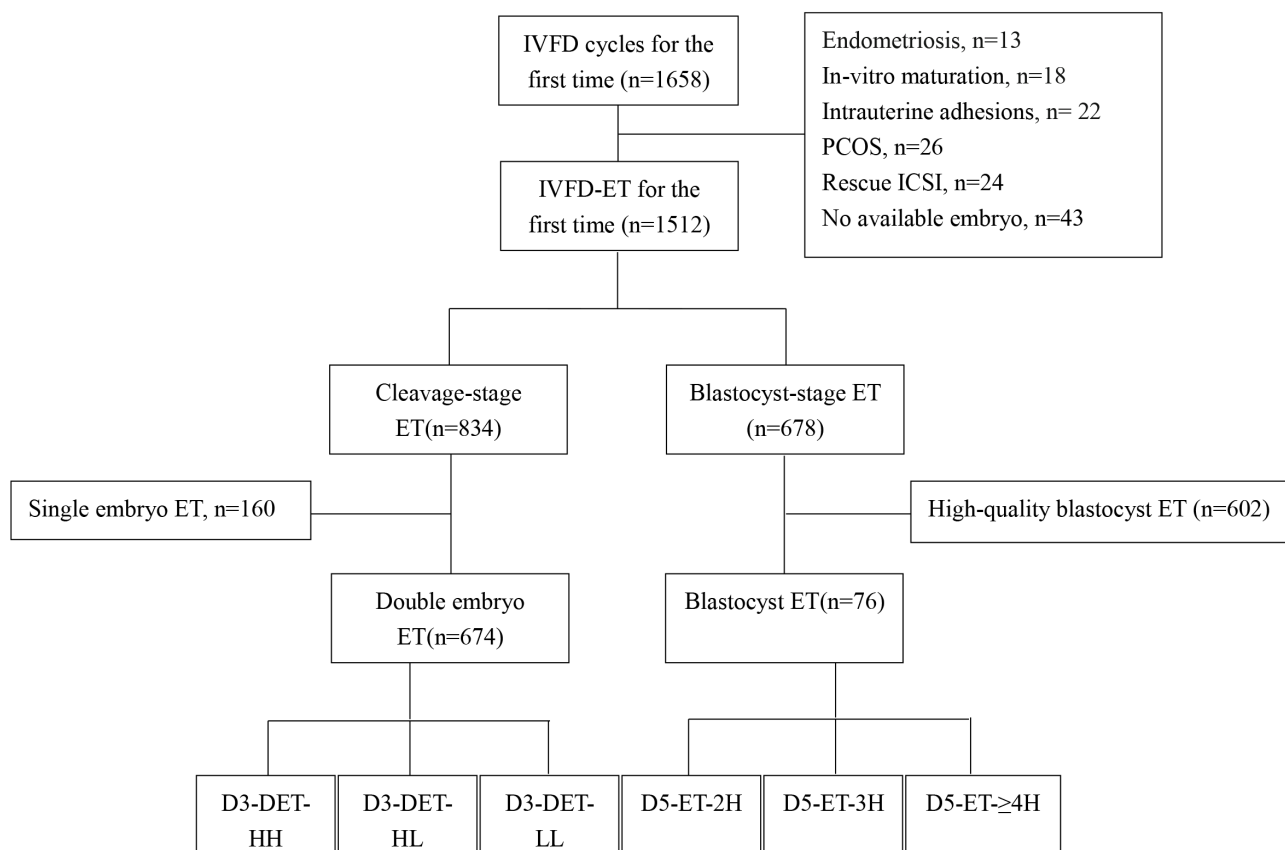 IVFD cycles for the
first time (n=1658)
Endometriosis, n=13
In-vitro maturation, n=18
Intrauterine adhesions, n= 22
PCOS, n=26
Rescue ICSI, n=24
No available embryo, n=43
IVFD-ET for the
first time (n=1512)
Cleavage-stage
ET(n=834)
Blastocyst-stage ET
(n=678)
Single embryo ET, n=160
High-quality blastocyst ET (n=602)
Double embryo
ET(n=674)
Blastocyst ET(n=76)
D3-DET-
HH
D3-DET-
HL
D3-DET-
LL
D5-ET-2H
D5-ET-3H
D5-ET-≥4H